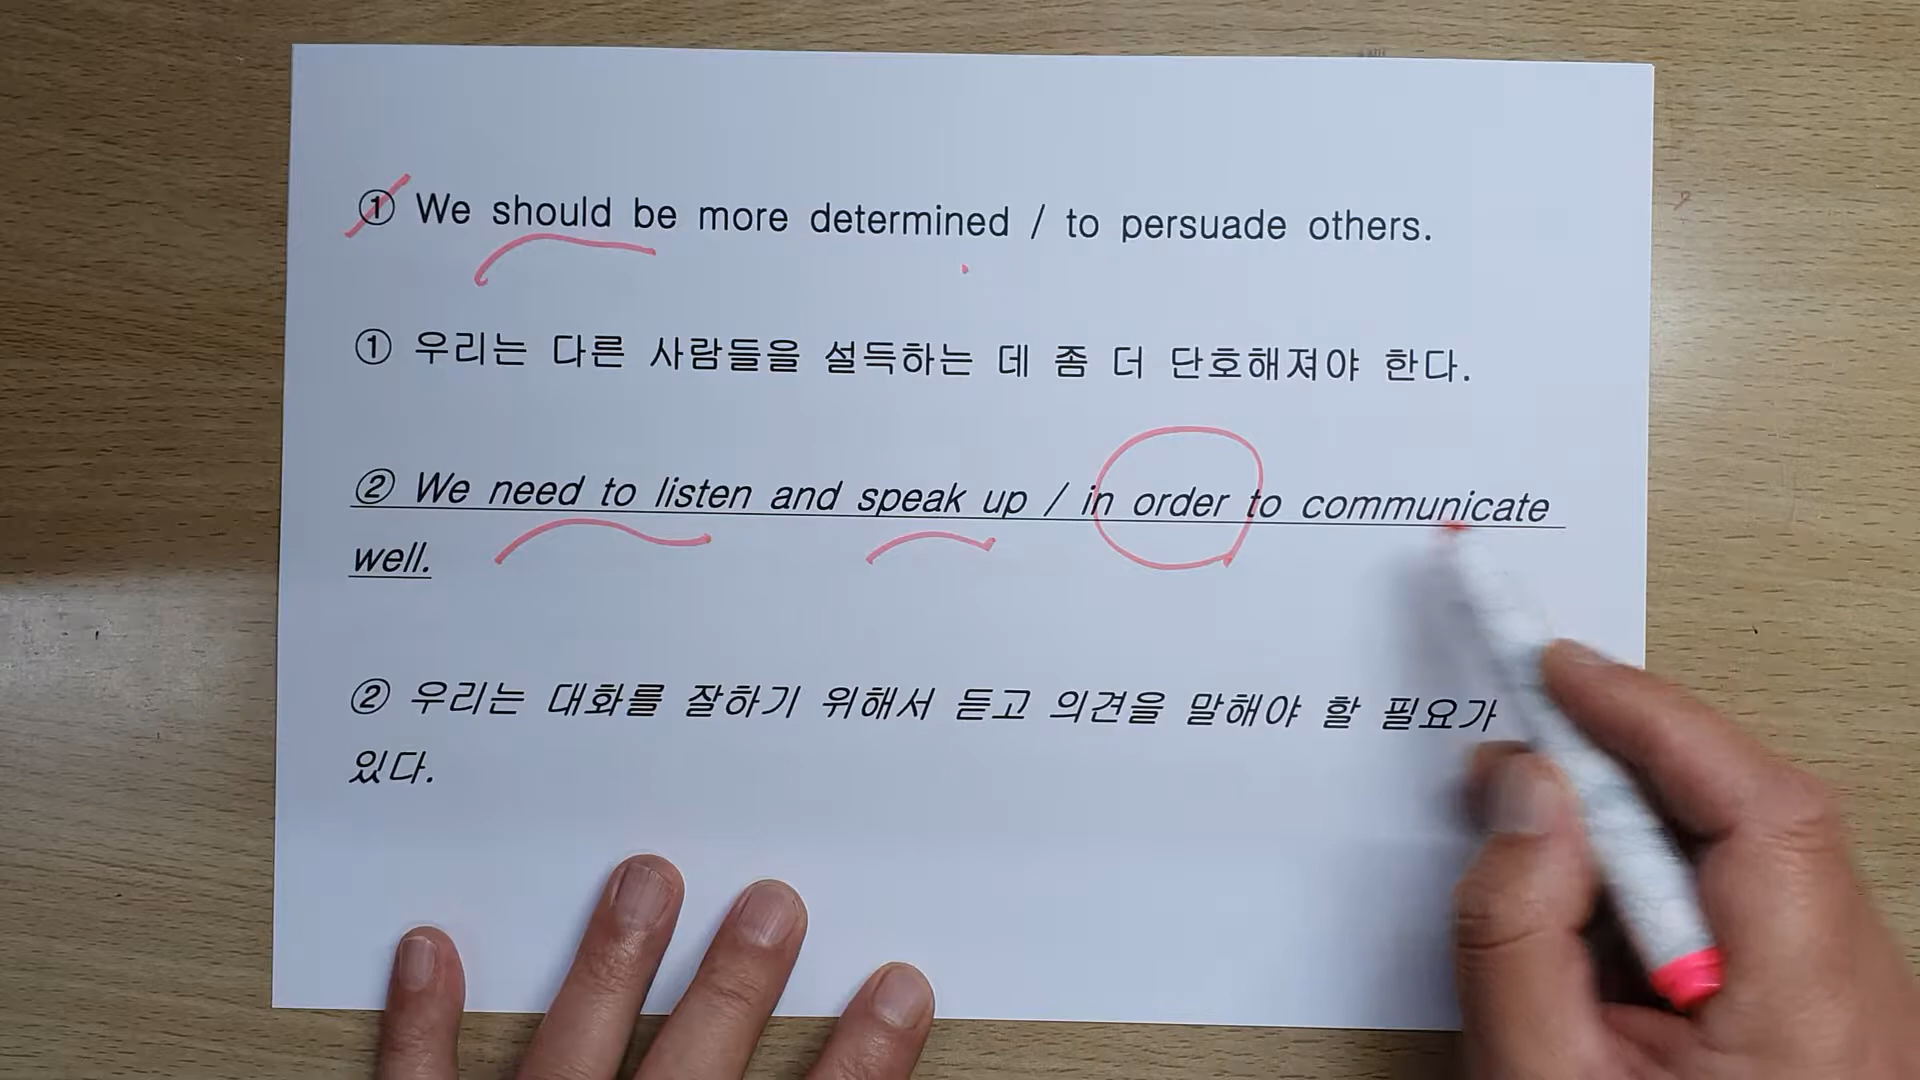 ① We should be more determined / to persuade others.
① 우리는 다른 사람들을 설득하는 데 좀 더 단호해져야 한다.
② We need to listen and speak up / in order to communicate
well.
② 우리는 대화를 잘하기 위해서 듣고 의견을 말해야 할 필요가
있다.